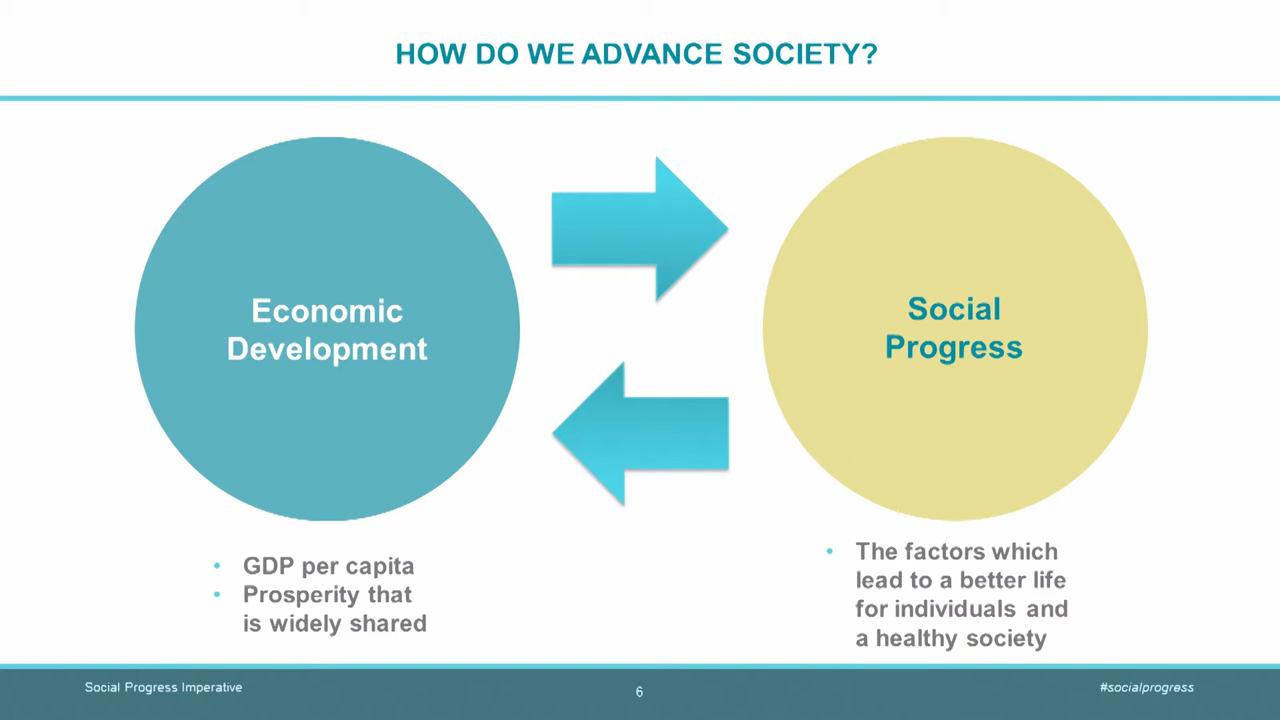 HOW DO WE ADVANCE SOCIETY?
Economic
Development
Social
Progress
• GDP per capita
• Prosperity that
is widely shared
• The factors which
lead to a better life
for individuals and
a healthy society
Social Progress Imperative
6
#socialprogress